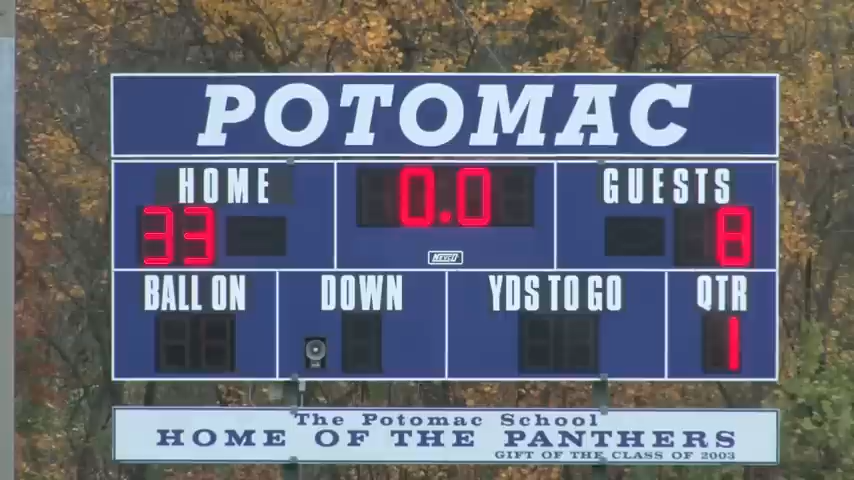 POTOMAC
HOME 0.0 GUESTS
33 8
BALL ON DOWN YDS TO GO QTR
1
The Potomac School
HOME OF THE PANTHERS
GIFT OF THE CLASS OF 2003